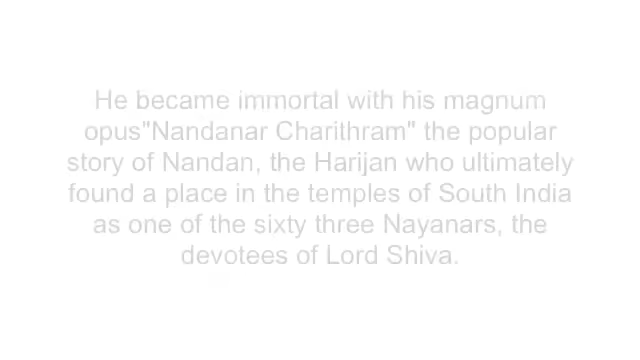 He became immortal with his magnum
opus"Nandanar Charithram" the popular
story of Nandan, the Harijan who ultimately
found a place in the temples of South India
as one of the sixty three Nayanars, the
devotees of Lord Shiva.